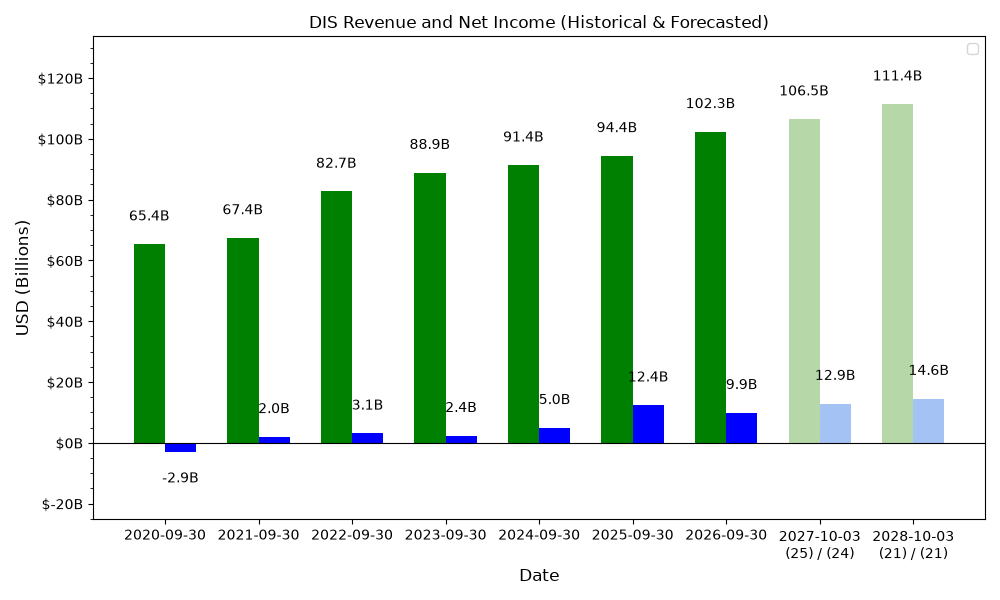 DIS Revenue and Net Income (Historical & Forecasted)
$120B
$100B
$80B
$60B
$40B
$20B
$0B
$-20B
USD (Billions)
65.4B
67.4B
82.7B
88.9B
91.4B
94.4B
102.3B
106.5B
111.4B
-2.9B
2.0B
3.1B
2.4B
5.0B
12.4B
9.9B
12.9B
14.6B
2020-09-30
2021-09-30
2022-09-30
2023-09-30
2024-09-30
2025-09-30
2026-09-30
2027-10-03
(25) / (24)
2028-10-03
(21) / (21)
Date